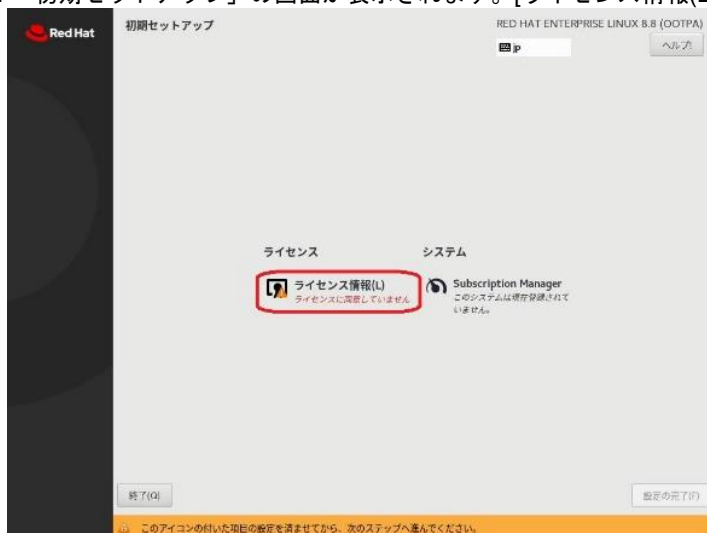 「初期セットアップ」の画面が表示されます。[ライセンス情報(L
Red Hat
初期セットアップ
RED HAT ENTERPRISE LINUX 8.8 (OOTPA)
jp
ヘルプ!
ライセンス
システム
ライセンス情報(L)
ライセンスに同意していません
Subscription Manager
このシステムは現在登録されて
いません。
終了(Q)
設定の完了(F)
このアイコンの付いた項目の設定を済ませてから、次のステップへ進んでください。